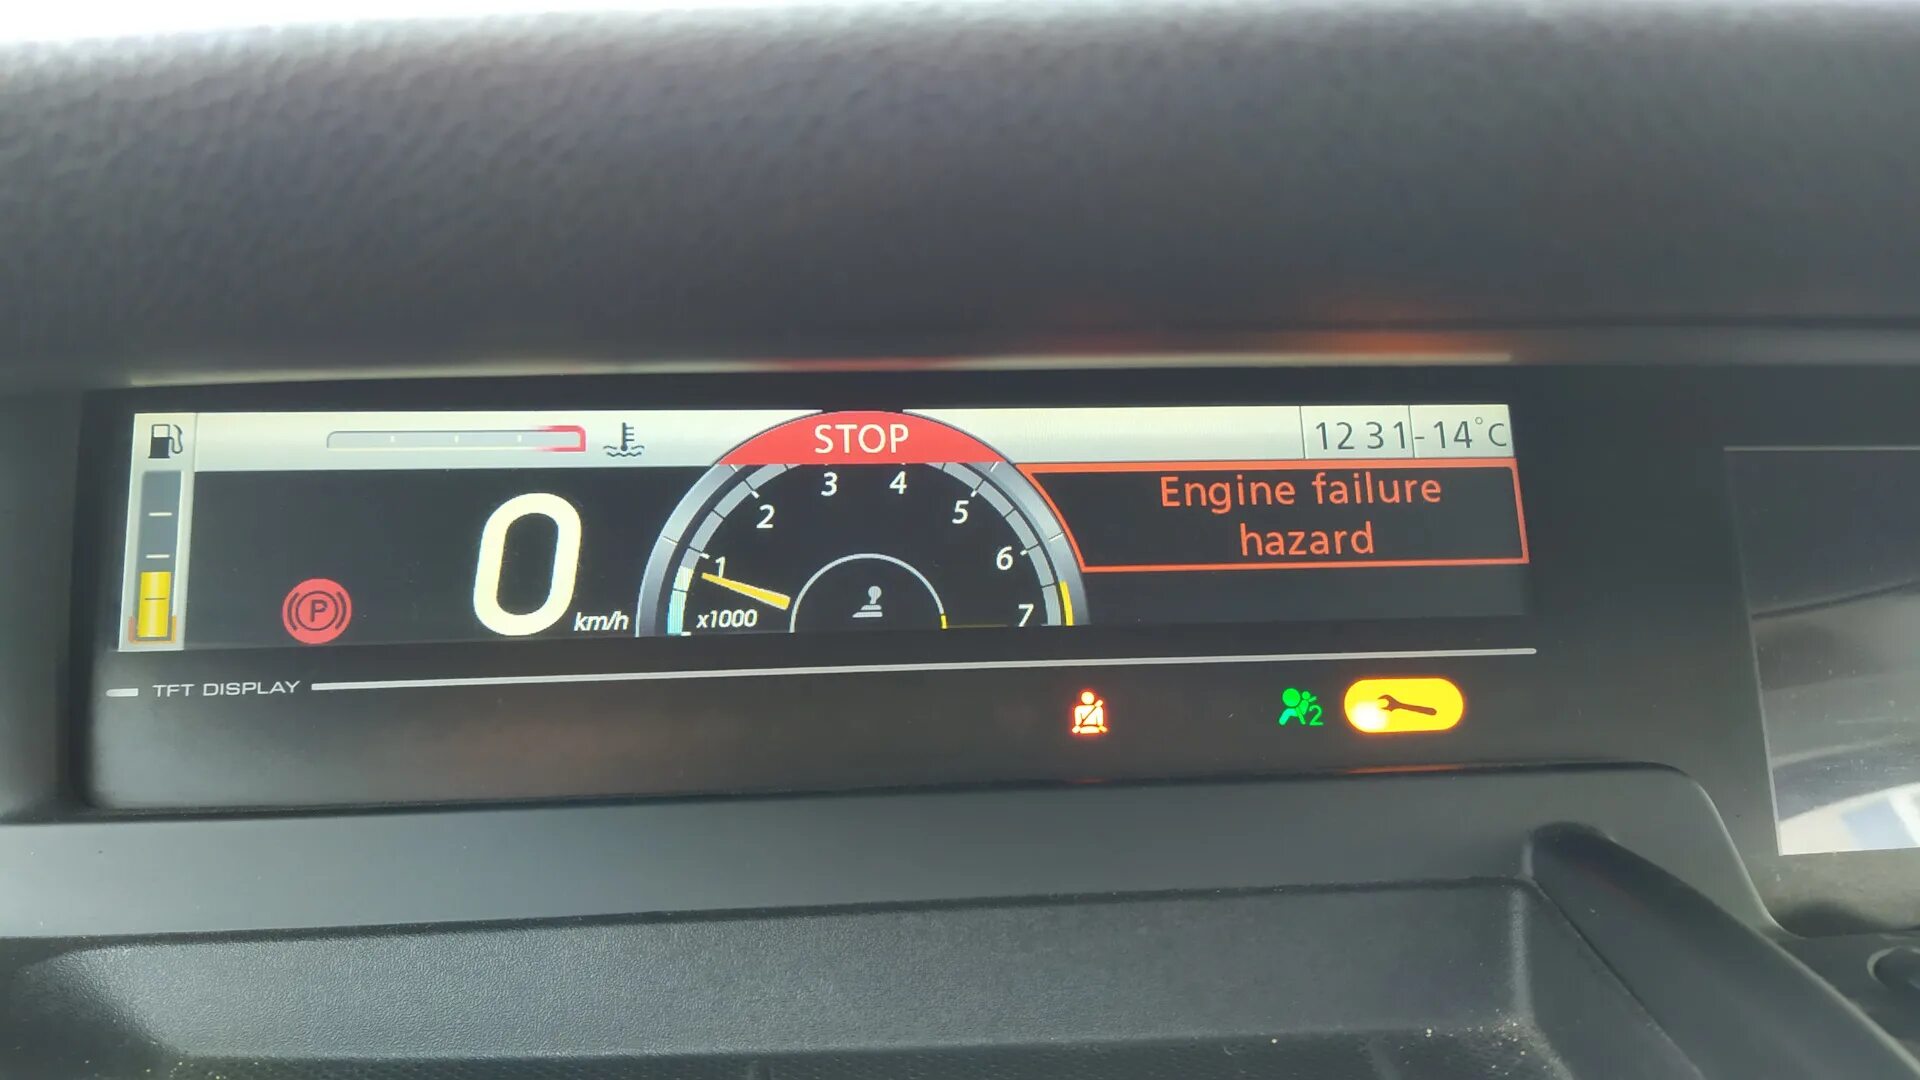 STOP
12 31 -14°C
Engine failure
hazard
1
2
3
4
5
6
7
x1000
0
km/h
P
TFT DISPLAY
2